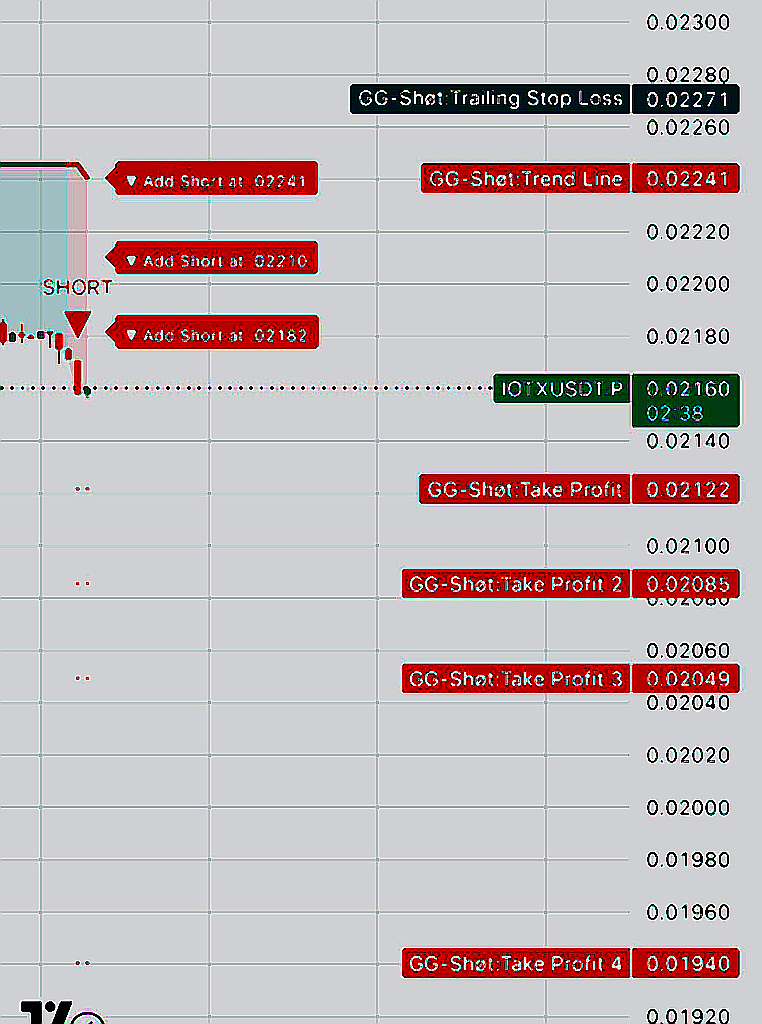 0.02300
0.02280
GG-Shøt:Trailing Stop Loss 0.02271
0.02260
▼ Add Short at .02241
GG-Shøt:Trend Line 0.02241
0.02220
▼ Add Short at .02210
0.02200
SHORT
▼ Add Short at .02182
0.02180
IOTXUSDT.P 0.02160
02:38
0.02140
GG-Shøt:Take Profit 0.02122
0.02100
GG-Shøt:Take Profit 2 0.02085
0.02080
0.02060
GG-Shøt:Take Profit 3 0.02049
0.02040
0.02020
0.02000
0.01980
0.01960
GG-Shøt:Take Profit 4 0.01940
0.01920